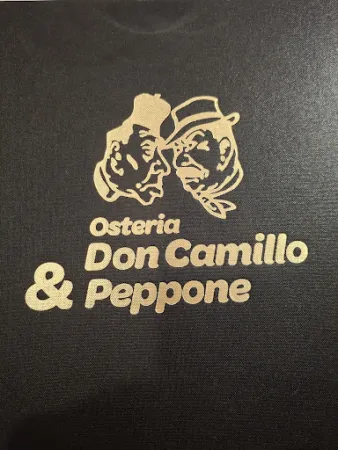 Osteria
Don Camillo
& Peppone